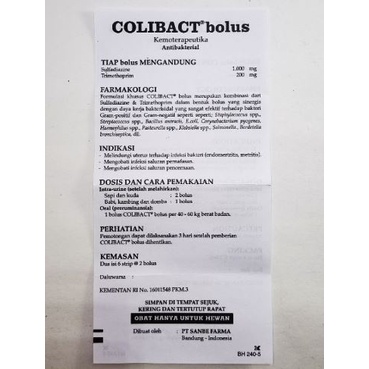 COLIBACT® bolus
Kemoterapeutika
Antibakterial
TIAP bolus MENGANDUNG
Sulfadiazine 1.000 mg
Trimethoprim 200 mg
FARMAKOLOGI
Formulasi khusus COLIBACT® bolus merupakan kombinasi dari
Sulfadiazine & Trimethoprim dalam bentuk bolus yang sinergis
dengan daya kerja bakterisidal yang sangat efektif terhadap bakteri
Gram-positif dan Gram-negatif seperti seperti; Staphylococcus spp.,
Streptococcus spp., Bacillus antracis, E.coli, Corynebacterium pyogenes,
Haemophilus spp., Pasteurella spp., Klebsiella spp., Salmonella, Bordetella
bronchiseptica, dll.
INDIKASI
- Melindungi uterus terhadap infeksi bakteri (endometritis, metritis).
- Mengobati infeksi saluran pernafasan.
- Mengobati infeksi saluran pencernaan.
DOSIS DAN CARA PEMAKAIAN
Intra-uterine (setelah melahirkan):
Sapi dan kuda : 2 bolus
Babi, kambing dan domba : 1 bolus
Oral (preruminansia):
1 bolus COLIBACT® bolus per 40 - 60 kg berat badan.
PERHATIAN
Pemotongan dapat dilaksanakan 3 hari setelah pemberian
COLIBACT® bolus dihentikan.
KEMASAN
Dus isi 6 strip @ 2 bolus
Daluwarsa :
KEMENTAN RI No. 16011548 PKM.3
SIMPAN DI TEMPAT SEJUK,
KERING DAN TERTUTUP RAPAT
OBAT HANYA UNTUK HEWAN
Dibuat oleh : PT SANBE FARMA
Bandung - Indonesia
BH 240-5